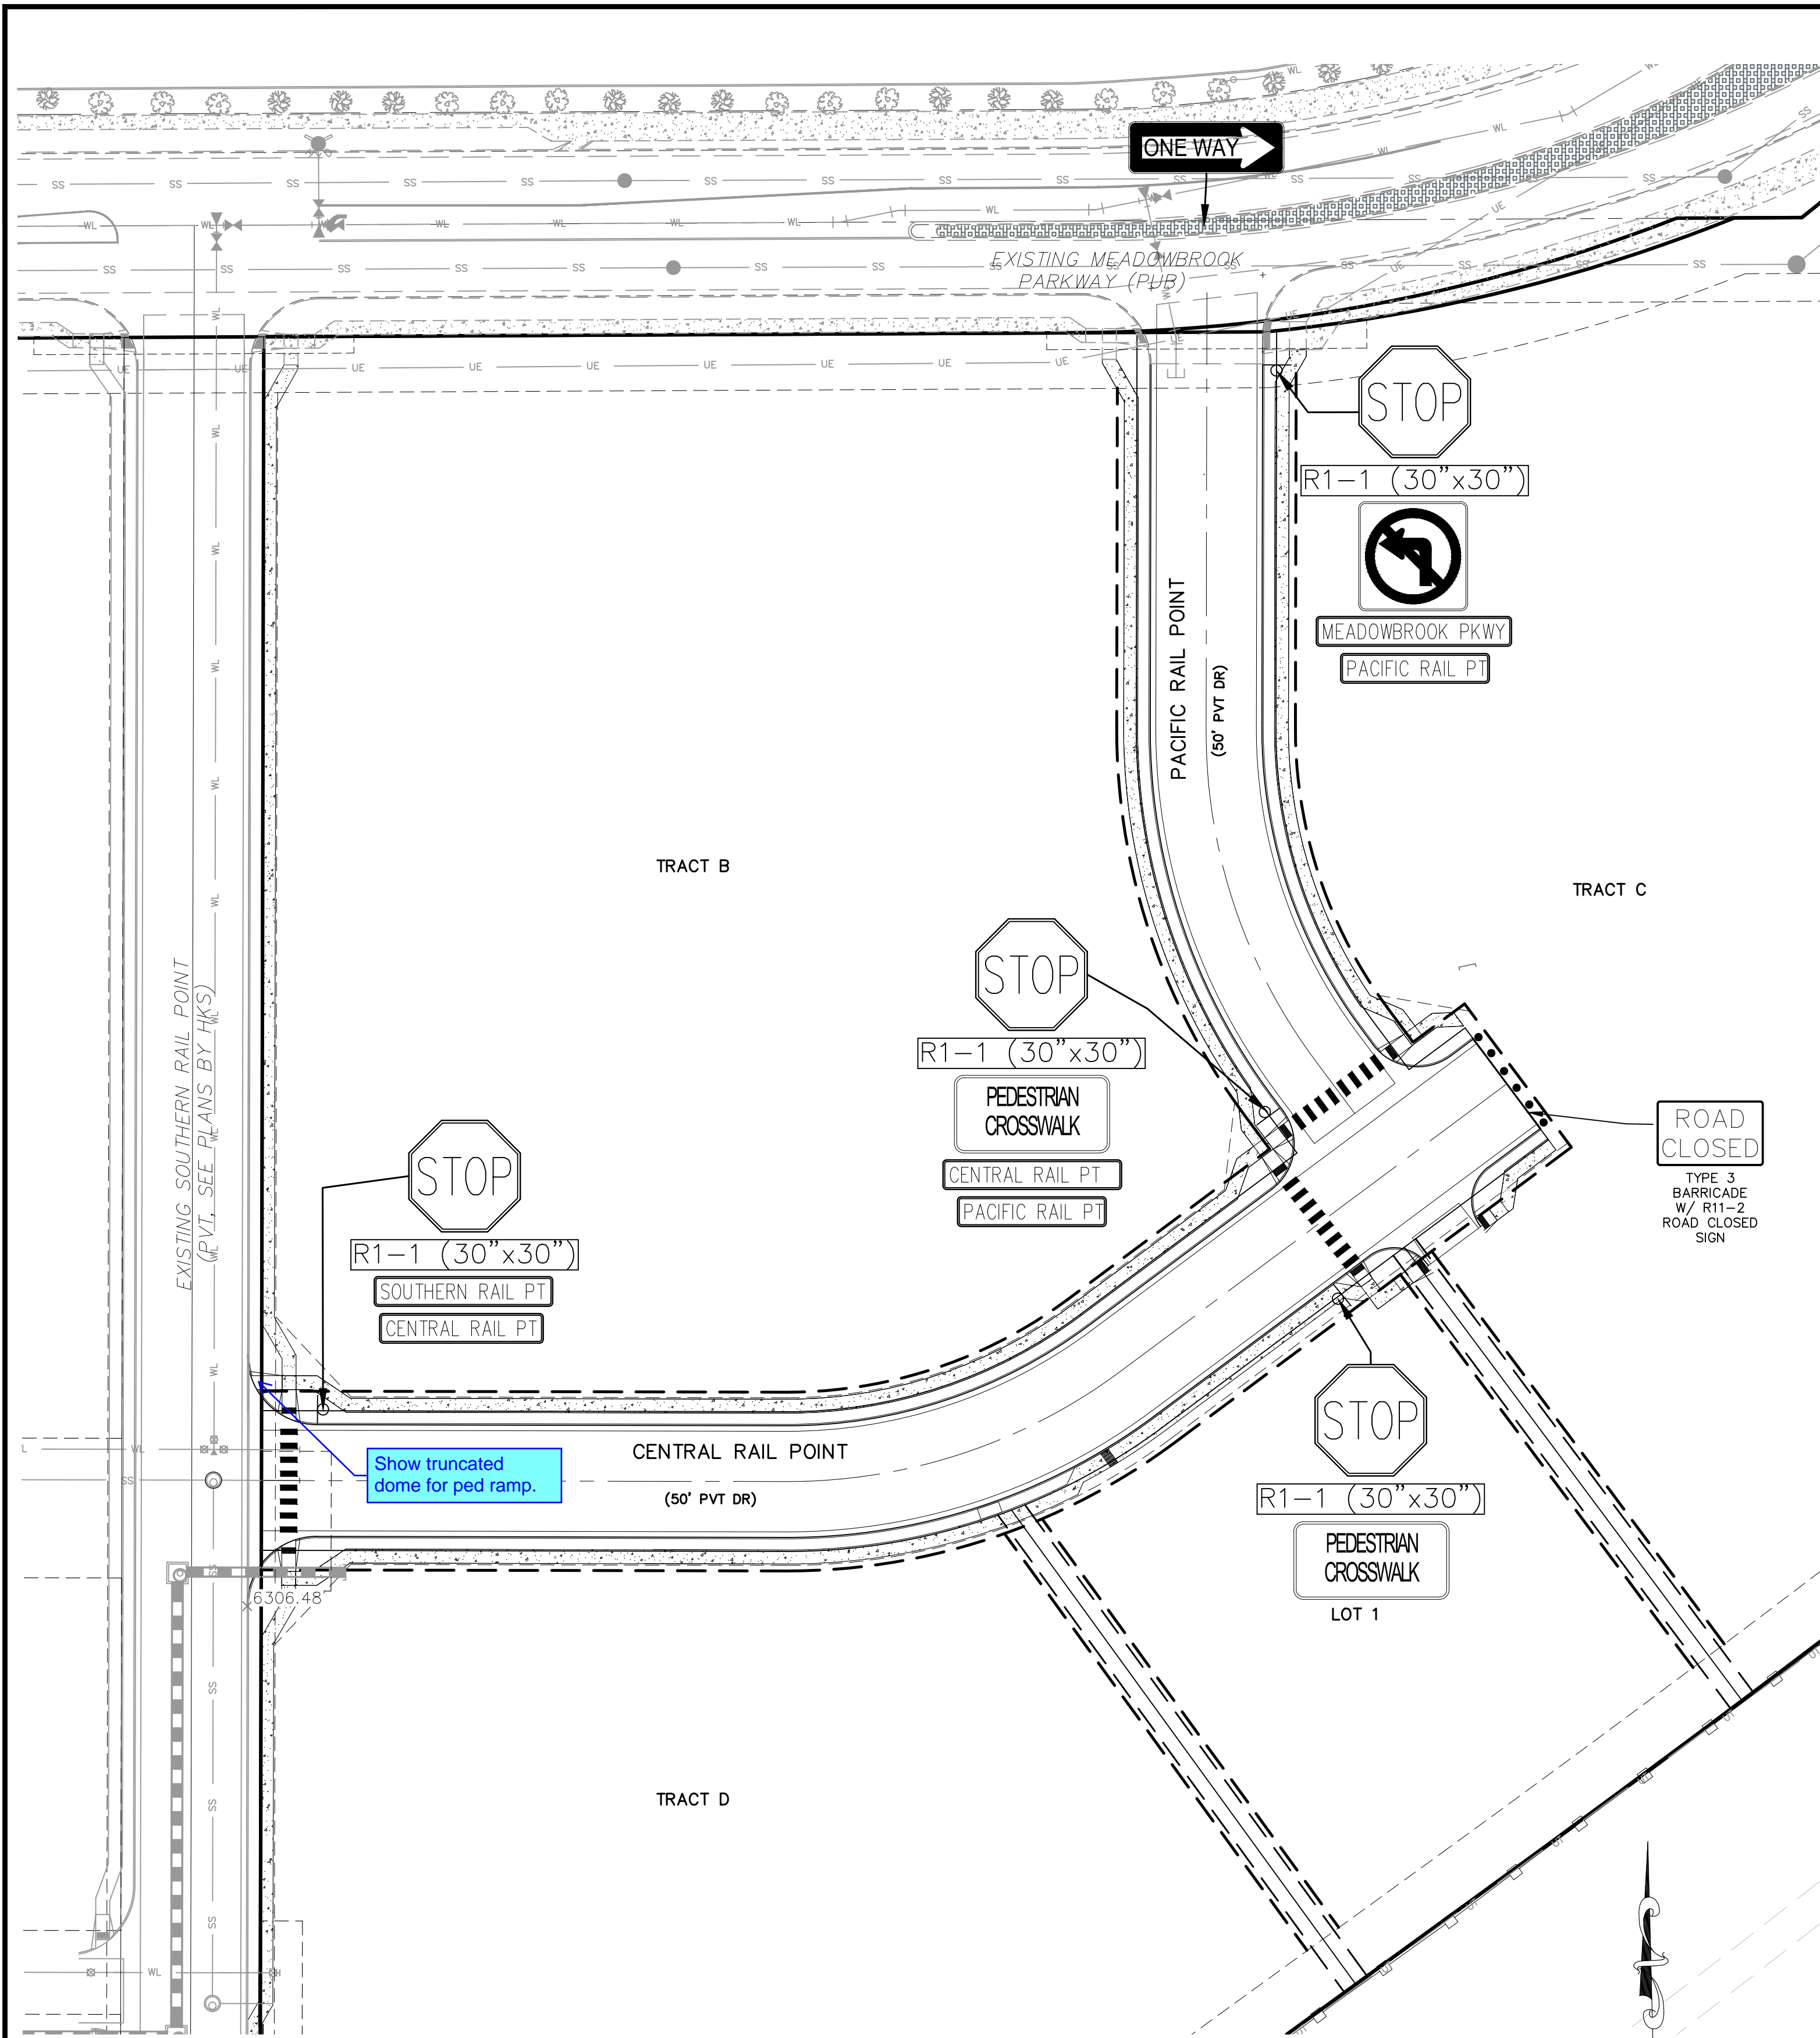 ONE WAY
EXISTING MEADOWBROOK
PARKWAY (PUB)
STOP
R1-1 (30"x30")
MEADOWBROOK PKWY
PACIFIC RAIL PT
PACIFIC RAIL POINT
(50' PVT DR)
TRACT B
TRACT C
EXISTING SOUTHERN RAIL POINT
(PVT, SEE PLANS BY HKS)
STOP
R1-1 (30"x30")
PEDESTRIAN
CROSSWALK
CENTRAL RAIL PT
PACIFIC RAIL PT
ROAD
CLOSED
TYPE 3
BARRICADE
W/ R11-2
ROAD CLOSED
SIGN
STOP
R1-1 (30"x30")
SOUTHERN RAIL PT
CENTRAL RAIL PT
Show truncated
dome for ped ramp.
CENTRAL RAIL POINT
(50' PVT DR)
STOP
R1-1 (30"x30")
PEDESTRIAN
CROSSWALK
LOT 1
6306.48
TRACT D
WL
SS
UE